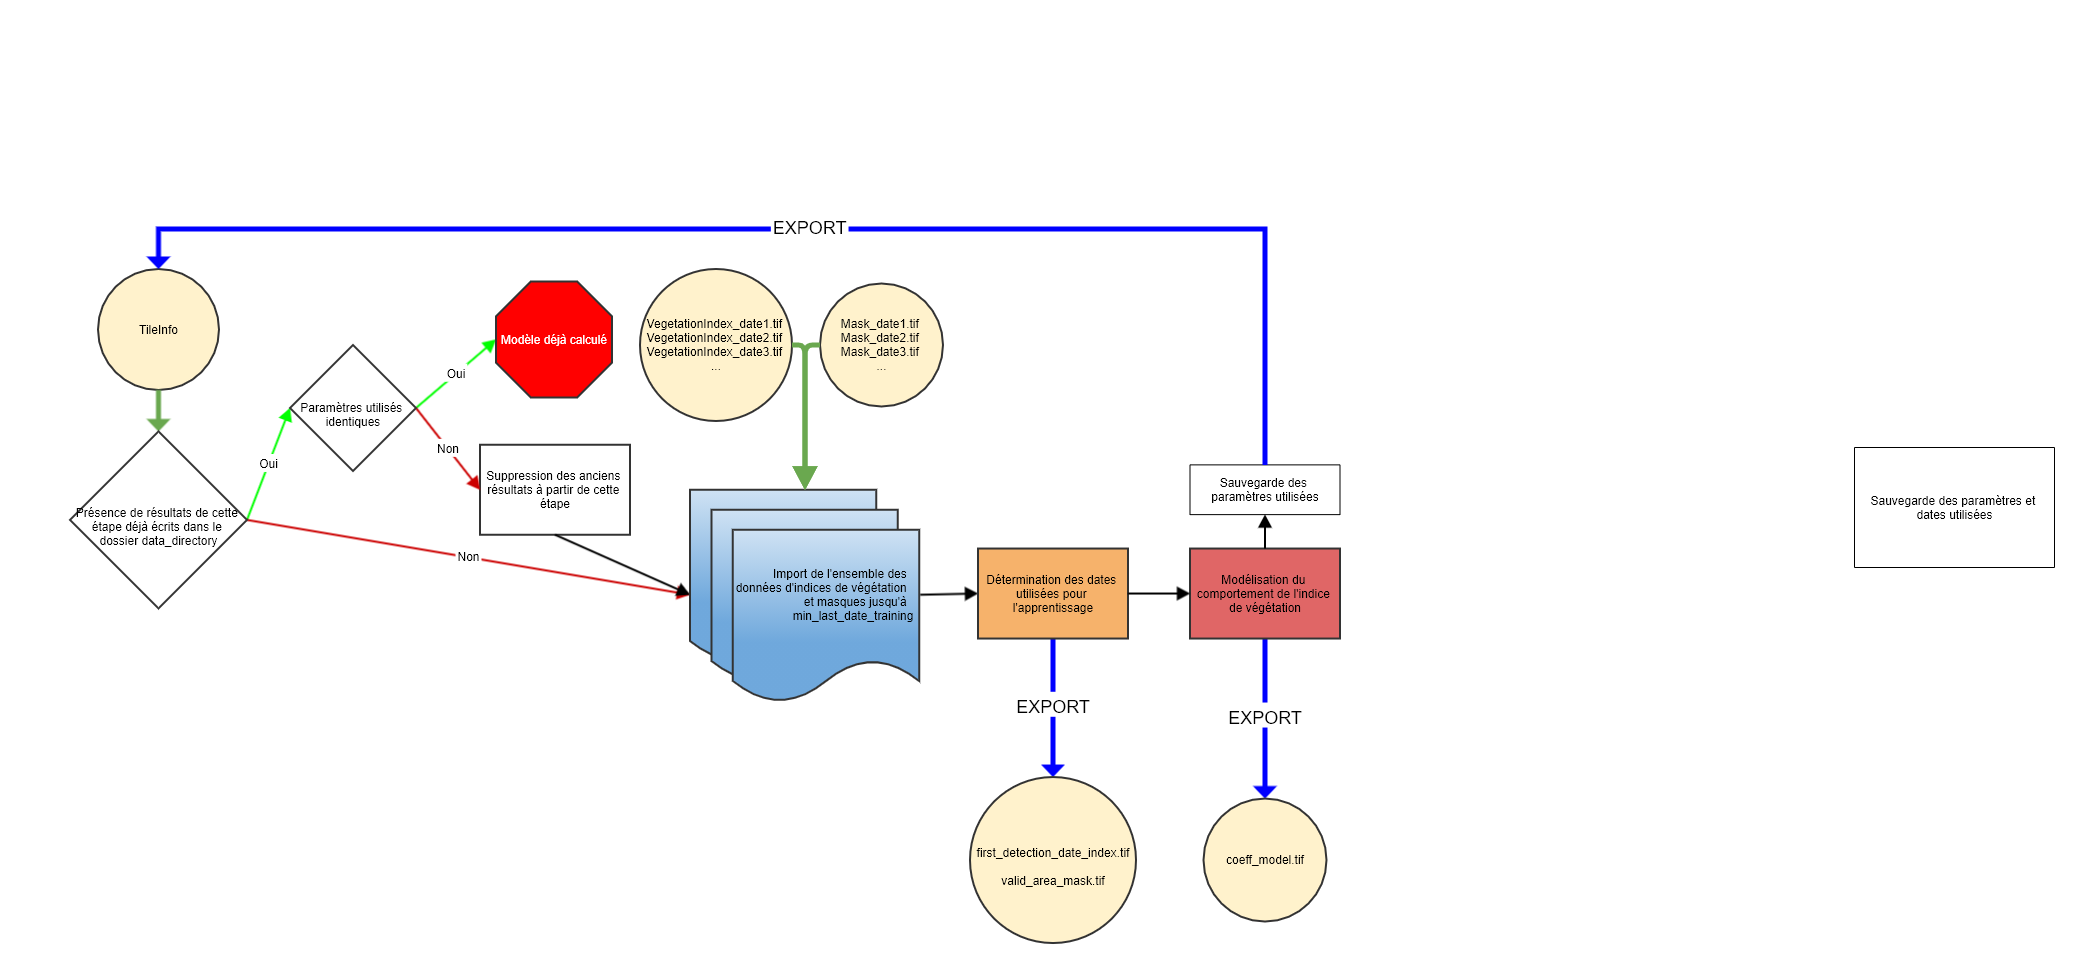 EXPORT
TileInfo
Modèle déjà calculé
VegetationIndex_date1.tif
VegetationIndex_date2.tif
VegetationIndex_date3.tif
...
Mask_date1.tif
Mask_date2.tif
Mask_date3.tif
...
Oui
Paramètres utilisés
identiques
Non
Oui
Suppression des anciens
résultats à partir de cette
étape
Présence de résultats de cette
étape déjà écrits dans le
dossier data_directory
Non
Import de l'ensemble des
données d'indices de végétation
et masques jusqu'à
min_last_date_training
Détermination des dates
utilisées pour
l'apprentissage
Sauvegarde des
paramètres utilisées
Modélisation du
comportement de l'indice
de végétation
Sauvegarde des paramètres et
dates utilisées
EXPORT
EXPORT
first_detection_date_index.tif
valid_area_mask.tif
coeff_model.tif